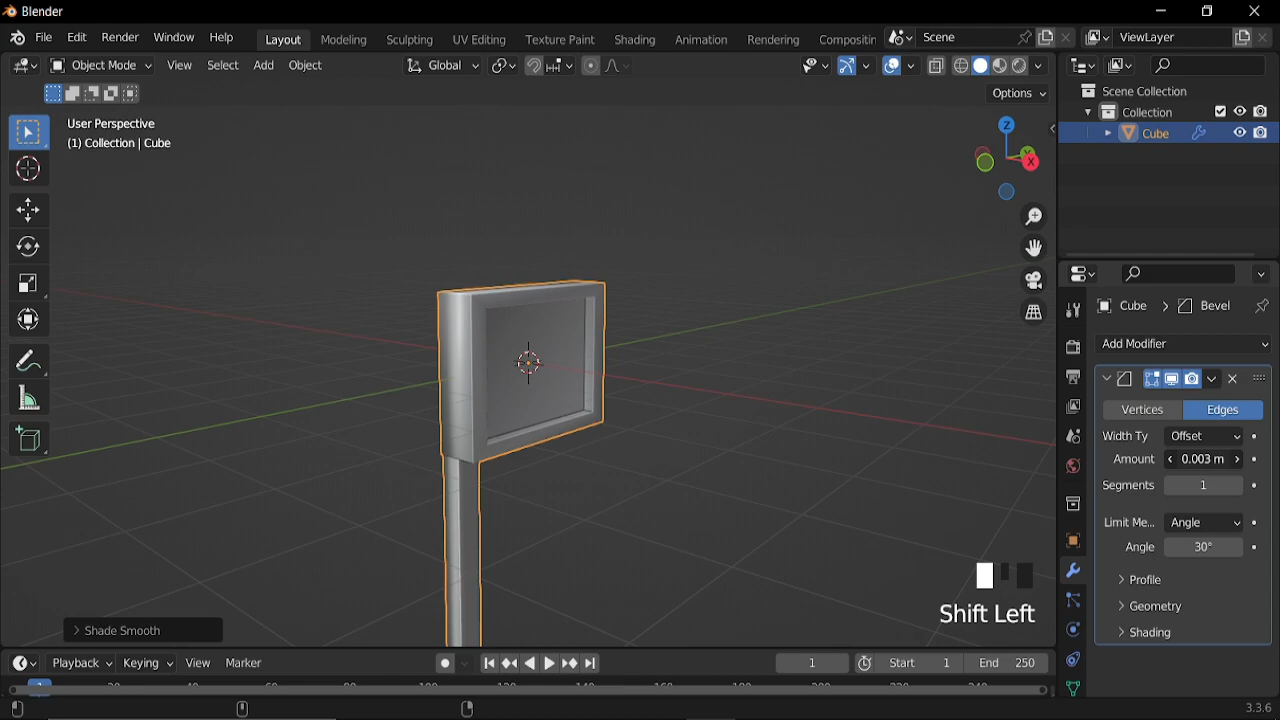 Blender
File Edit Render Window Help Layout Modeling Sculpting UV Editing Texture Paint Shading Animation Rendering Compositin Scene ViewLayer
Object Mode View Select Add Object Global
Options
Scene Collection
Collection
Cube
User Perspective
(1) Collection | Cube
Z
Y
X
Cube Bevel
Add Modifier
Vertices Edges
Width Ty Offset
Amount 0.003 m
Segments 1
Limit Me... Angle
Angle 30°
Profile
Geometry
Shading
Shift Left
Shade Smooth
Playback Keying View Marker 1 Start 1 End 250
1
3.3.6